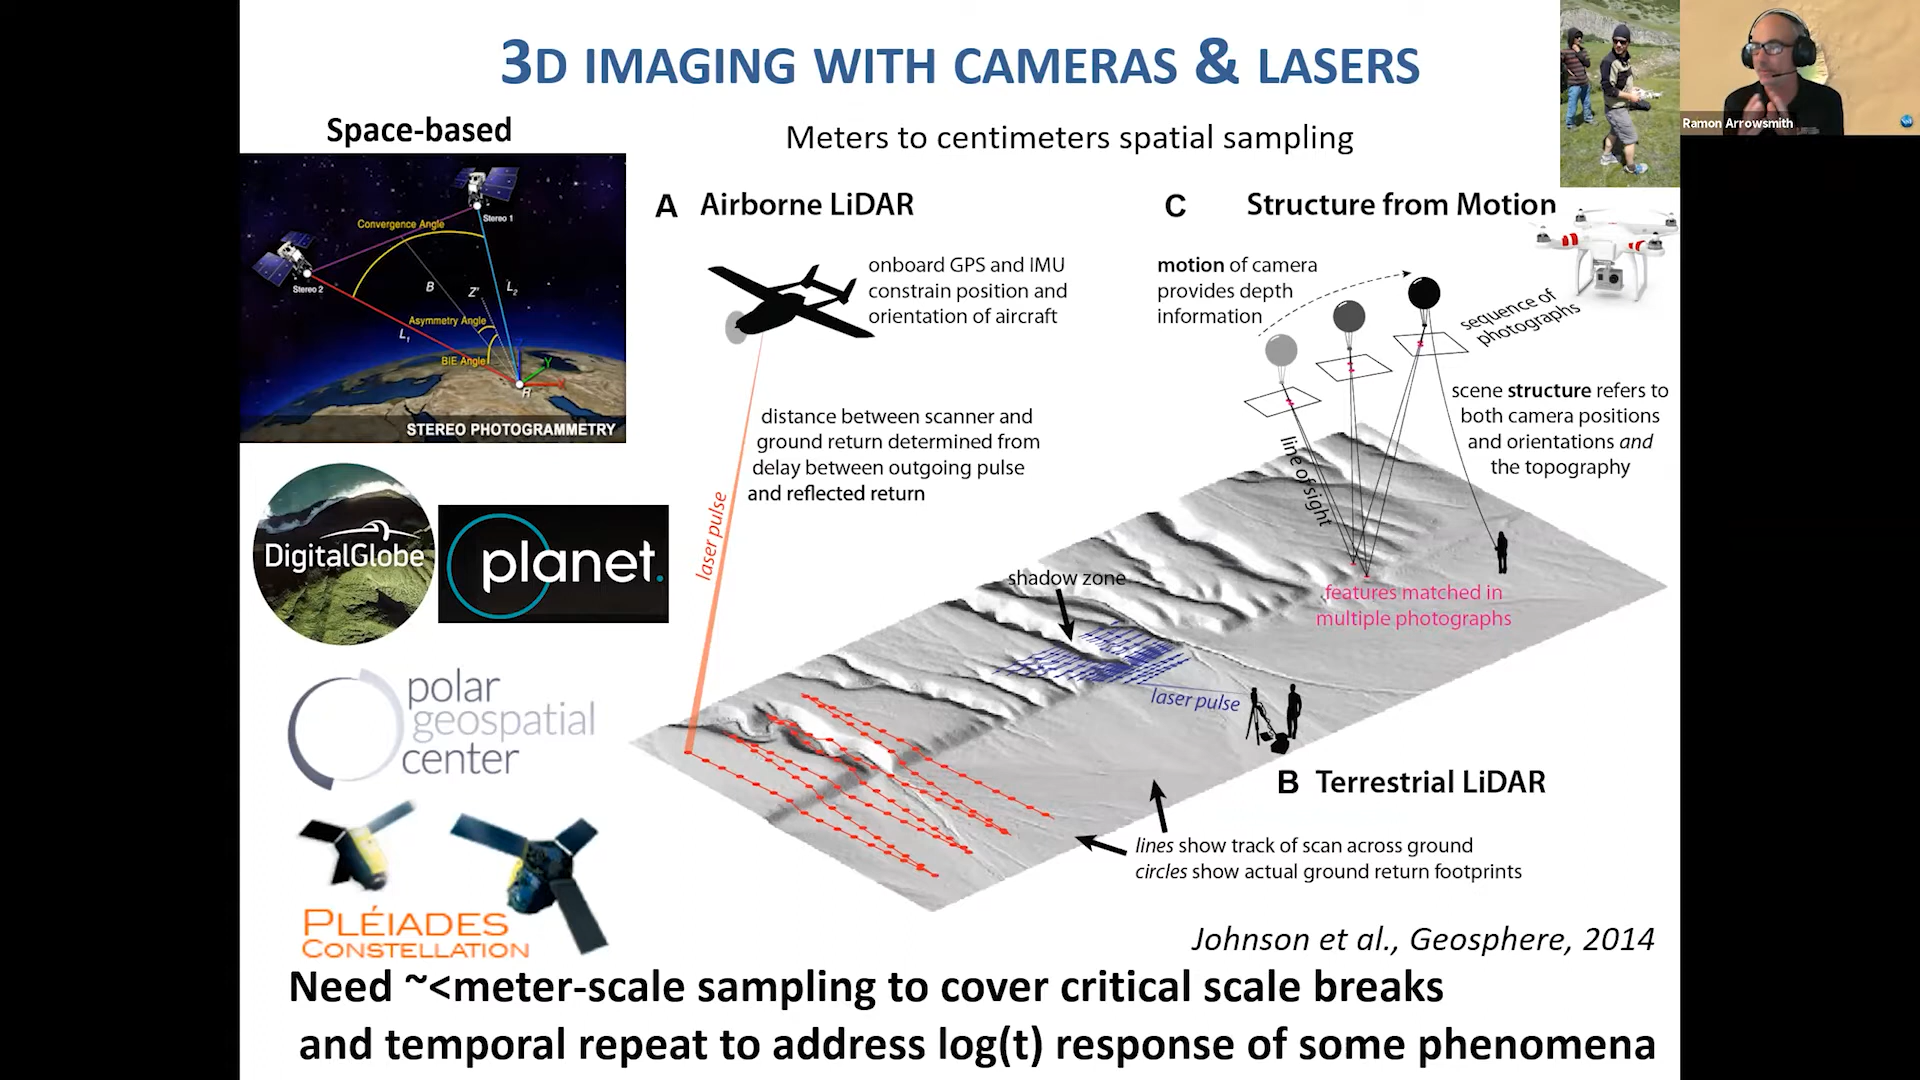 3D IMAGING WITH CAMERAS & LASERS
Space-based
Meters to centimeters spatial sampling
Ramon Arrowsmith
Convergence Angle
Stereo 1
Stereo 2
B
Z'
L2
Asymmetry Angle
L1
BIE Angle
Y
X
R
STEREO PHOTOGRAMMETRY
DigitalGlobe
planet.
polar
geospatial
center
PLÉIADES
CONSTELLATION
A Airborne LiDAR
onboard GPS and IMU
constrain position and
orientation of aircraft
distance between scanner and
ground return determined from
delay between outgoing pulse
and reflected return
laser pulse
C Structure from Motion
motion of camera
provides depth
information
sequence of
photographs
scene structure refers to
both camera positions
and orientations and
the topography
line of sight
features matched in
multiple photographs
shadow zone
laser pulse
B Terrestrial LiDAR
lines show track of scan across ground
circles show actual ground return footprints
Johnson et al., Geosphere, 2014
Need ~<meter-scale sampling to cover critical scale breaks
and temporal repeat to address log(t) response of some phenomena